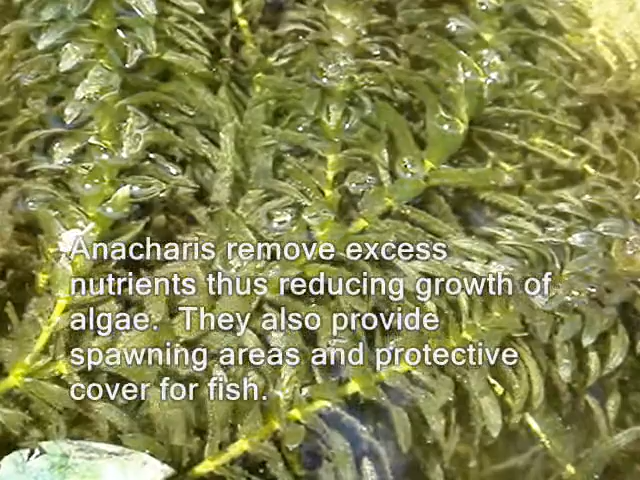 Anacharis remove excess
nutrients thus reducing growth of
algae.  They also provide
spawning areas and protective
cover for fish.